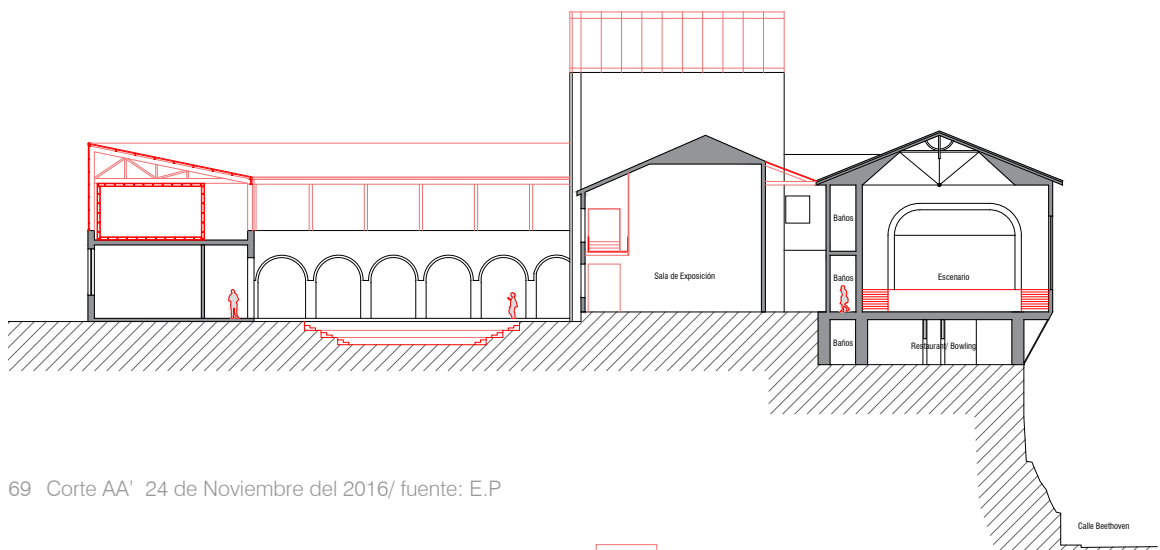 Baños
Sala de Exposición
Baños
Escenario
Baños
Restaurant/ Bowling
69 Corte AA' 24 de Noviembre del 2016/ fuente: E.P
Calle Beethoven